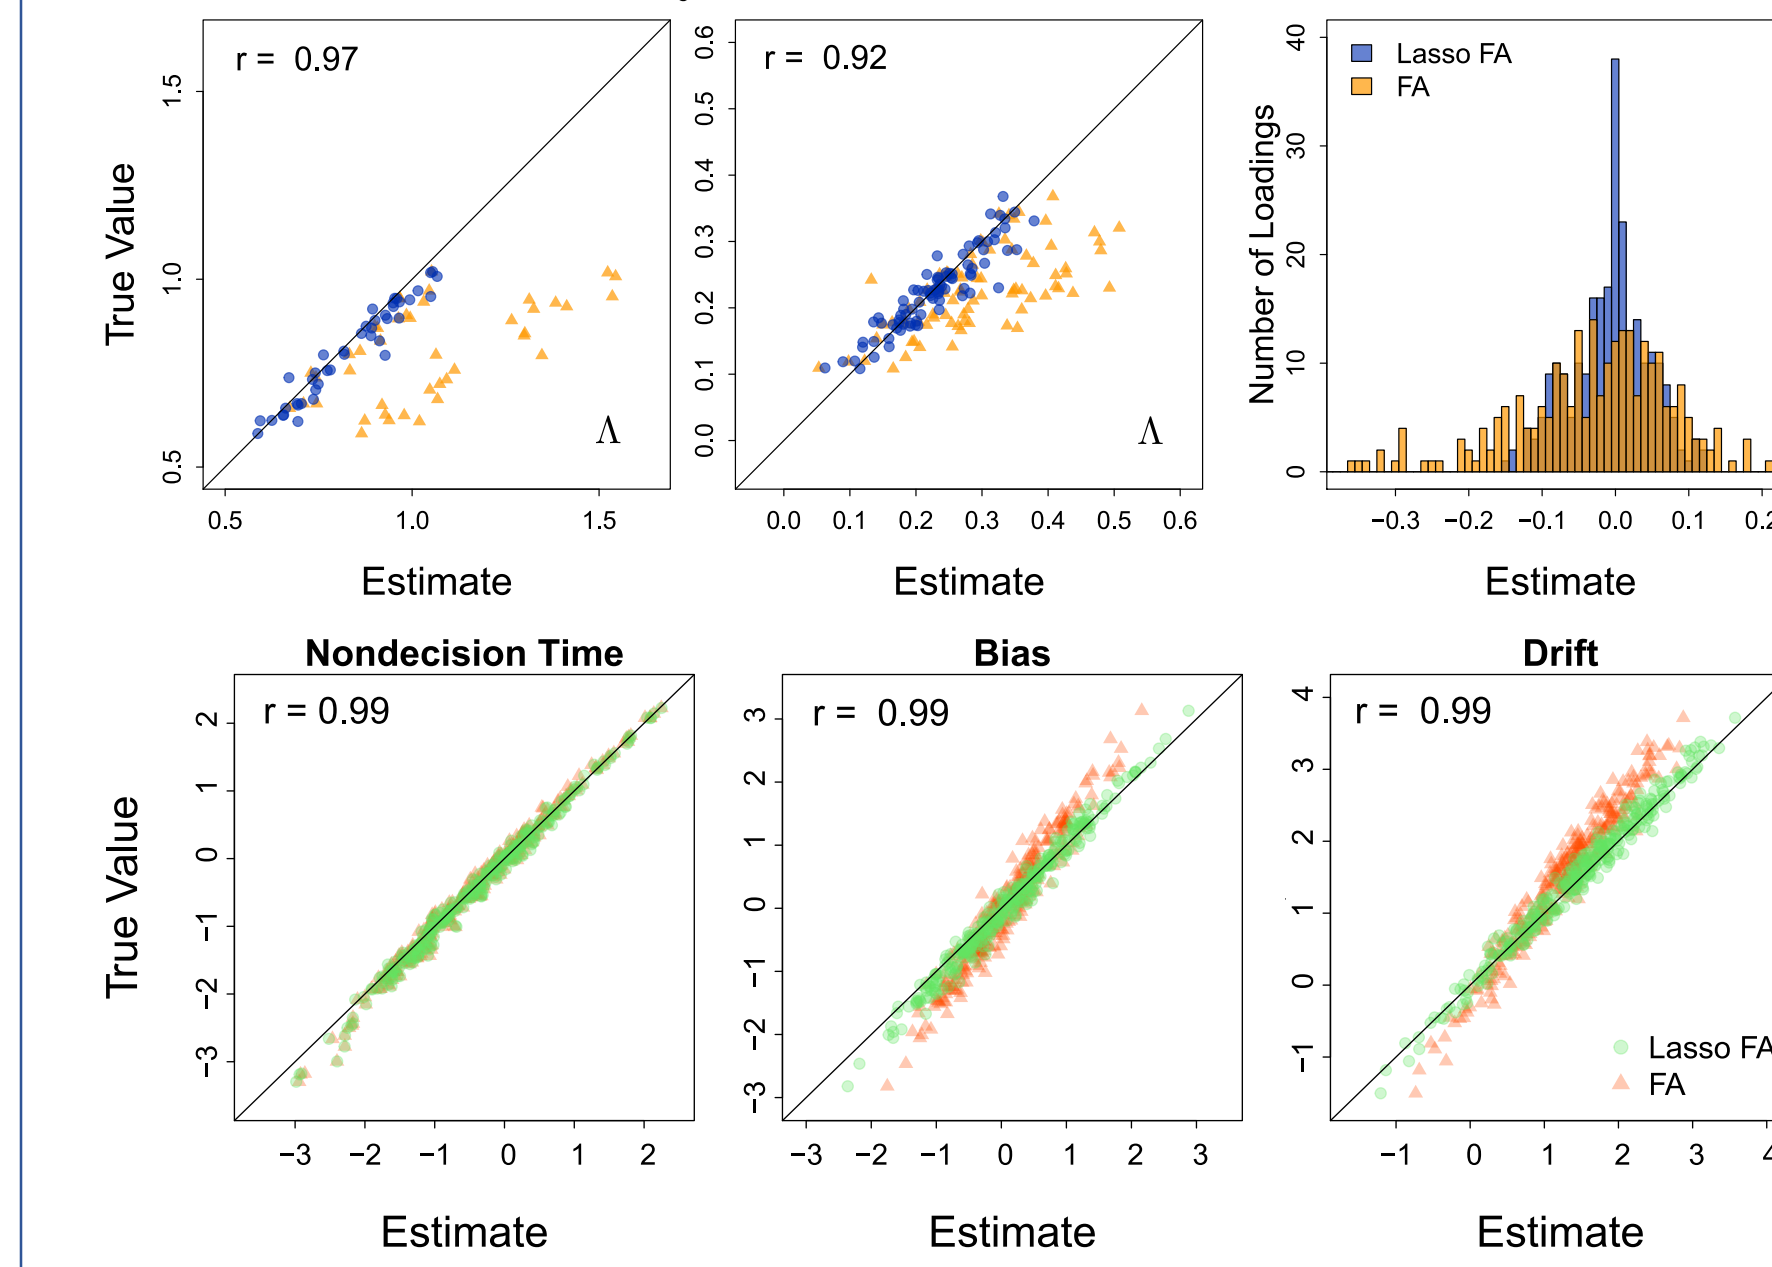 r = 0.97
True Value
1.5
1.0
0.5
0.5 1.0 1.5
Estimate
Λ
r = 0.92
0.6
0.5
0.4
0.3
0.2
0.1
0.0
0.0 0.1 0.2 0.3 0.4 0.5 0.6
Estimate
Λ
Lasso FA
FA
Number of Loadings
40
30
20
10
0
−0.3 −0.2 −0.1 0.0 0.1
Estimate
Nondecision Time
r = 0.99
True Value
2
1
0
−1
−2
−3
−3 −2 −1 0 1 2
Estimate
Bias
r = 0.99
3
2
1
0
−1
−2
−3
−3 −2 −1 0 1 2 3
Estimate
Drift
r = 0.99
4
3
2
1
0
−1
−1 0 1 2 3
Estimate
Lasso FA
FA